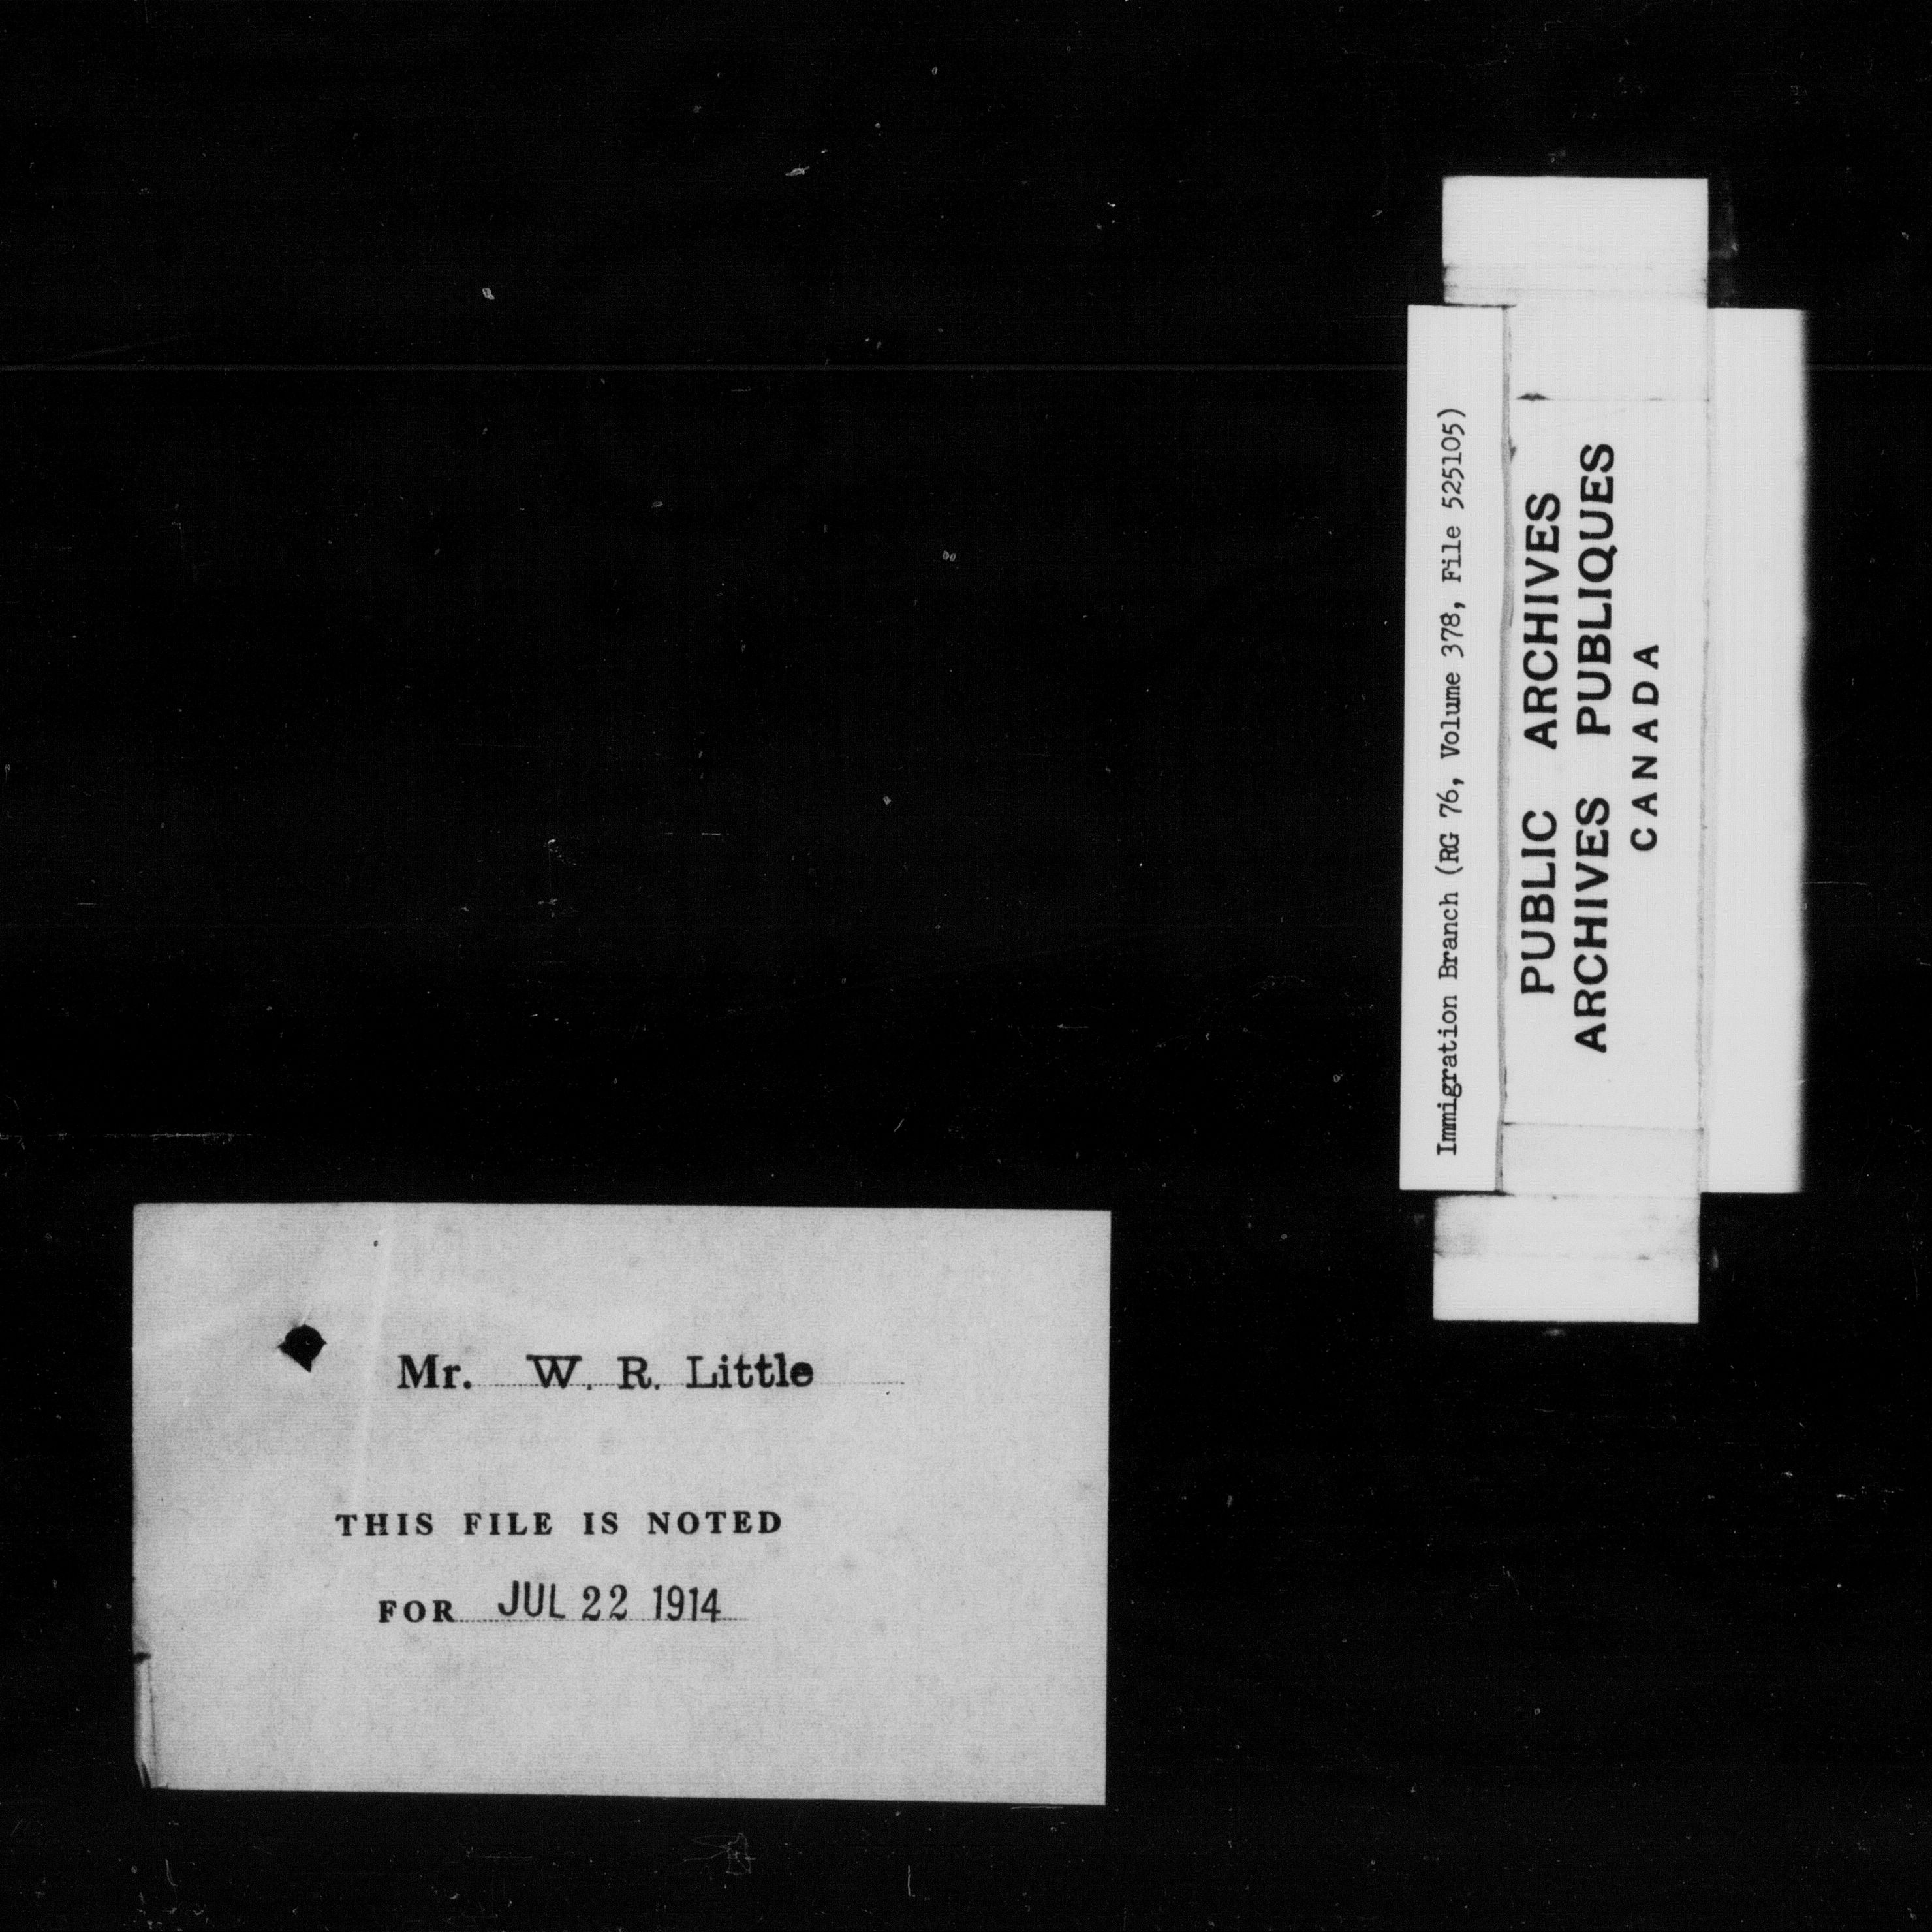 Immigration Branch (RG 76, Volume 378, File 525105)
PUBLIC ARCHIVES
ARCHIVES PUBLIQUES
CANADA
Mr. W. R. Little
THIS FILE IS NOTED
FOR JUL 22 1914